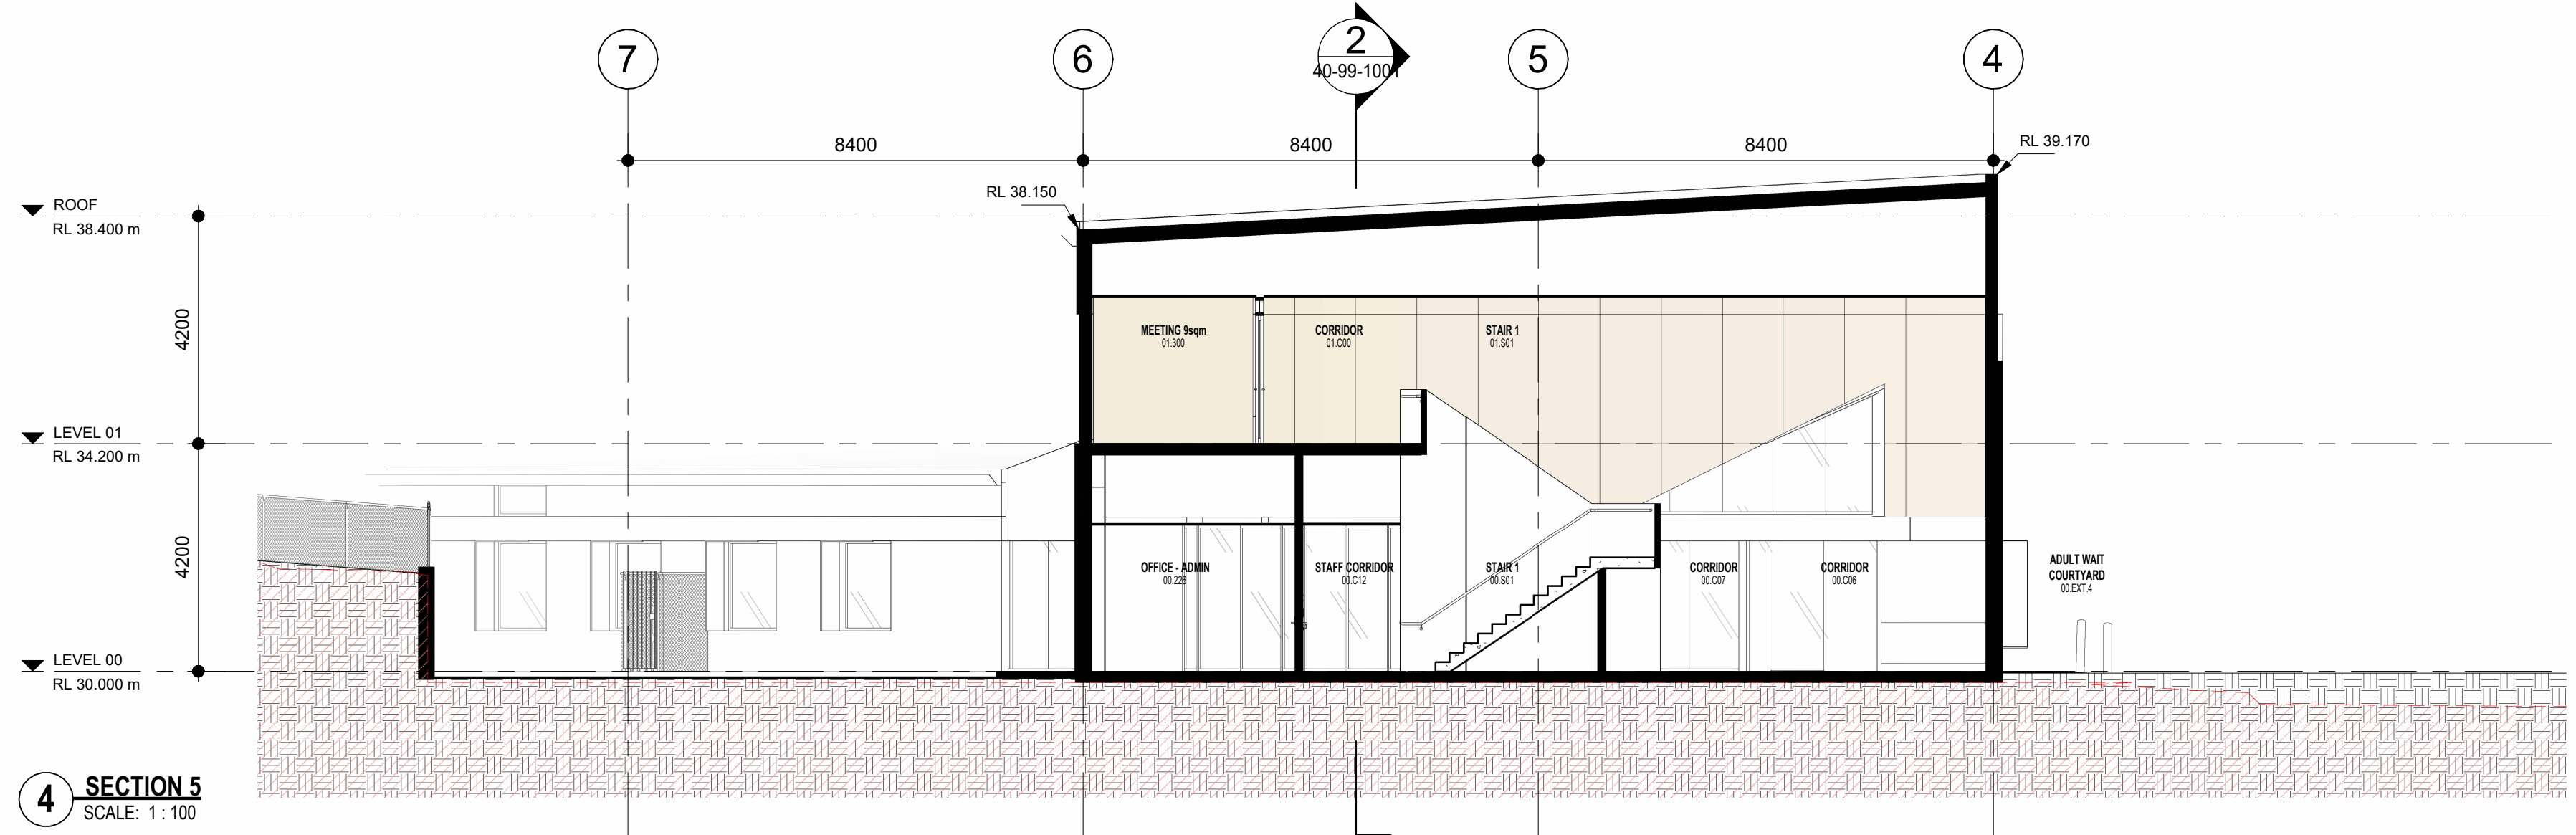 7
6
2
40-99-1001
5
4
8400
8400
8400
RL 39.170
RL 38.150
ROOF
RL 38.400 m
4200
MEETING 9sqm
01.300
CORRIDOR
01.C00
STAIR 1
01.S01
LEVEL 01
RL 34.200 m
4200
OFFICE - ADMIN
00.226
STAFF CORRIDOR
00.C12
STAIR 1
00.S01
CORRIDOR
00.C07
CORRIDOR
00.C06
ADULT WAIT
COURTYARD
00.EXT.4
LEVEL 00
RL 30.000 m
4
SECTION 5
SCALE: 1 : 100